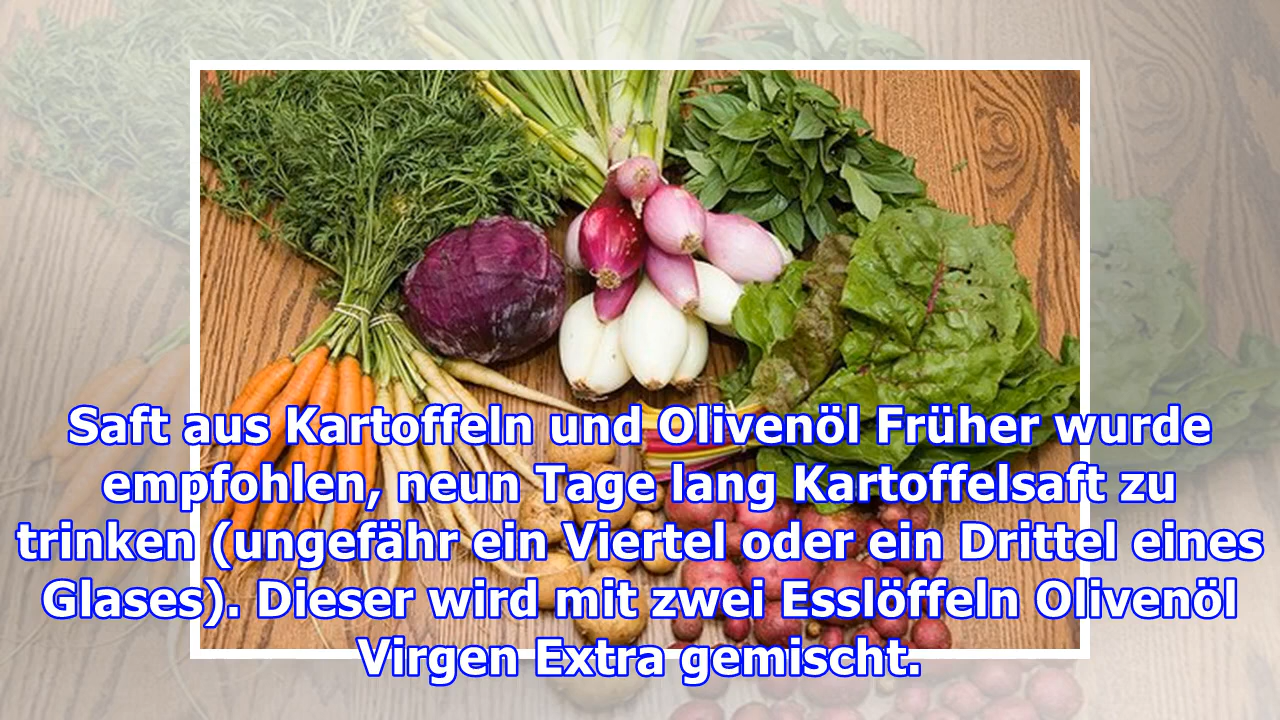 Saft aus Kartoffeln und Olivenöl Früher wurde
empfohlen, neun Tage lang Kartoffelsaft zu
trinken (ungefähr ein Viertel oder ein Drittel eines
Glases). Dieser wird mit zwei Esslöffeln Olivenöl
Virgen Extra gemischt.